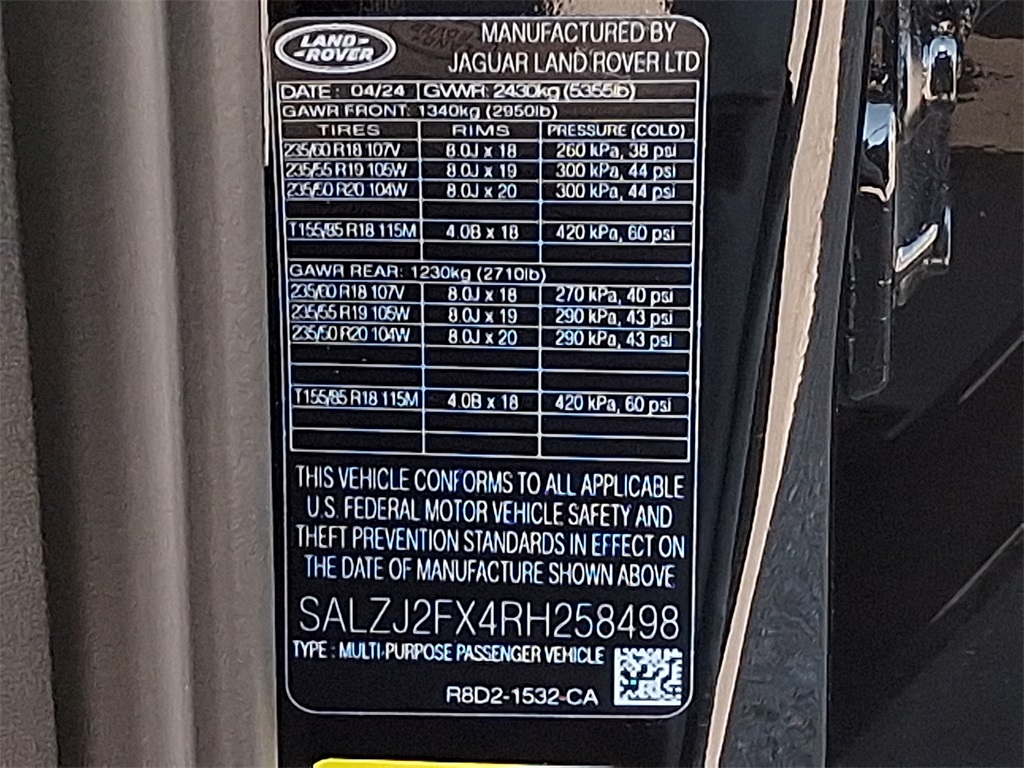 LAND-
-ROVER
MANUFACTURED BY
JAGUAR LAND ROVER LTD
DATE: 04/24 GVWR: 2430kg (5355lb)
GAWR FRONT: 1340kg (2950lb)
TIRES RIMS PRESSURE (COLD)
235/60 R18 107V 8.0J x 18 260 kPa, 38 psi
235/55 R19 105W 8.0J x 19 300 kPa, 44 psi
235/50 R20 104W 8.0J x 20 300 kPa, 44 psi
T155/85 R18 115M 4.0B x 18 420 kPa, 60 psi
GAWR REAR: 1230kg (2710lb)
235/60 R18 107V 8.0J x 18 270 kPa, 40 psi
235/55 R19 105W 8.0J x 19 290 kPa, 43 psi
235/50 R20 104W 8.0J x 20 290 kPa, 43 psi
T155/85 R18 115M 4.0B x 18 420 kPa, 60 psi
THIS VEHICLE CONFORMS TO ALL APPLICABLE
U.S. FEDERAL MOTOR VEHICLE SAFETY AND
THEFT PREVENTION STANDARDS IN EFFECT ON
THE DATE OF MANUFACTURE SHOWN ABOVE
SALZJ2FX4RH258498
TYPE : MULTI-PURPOSE PASSENGER VEHICLE
R8D2-1532-CA